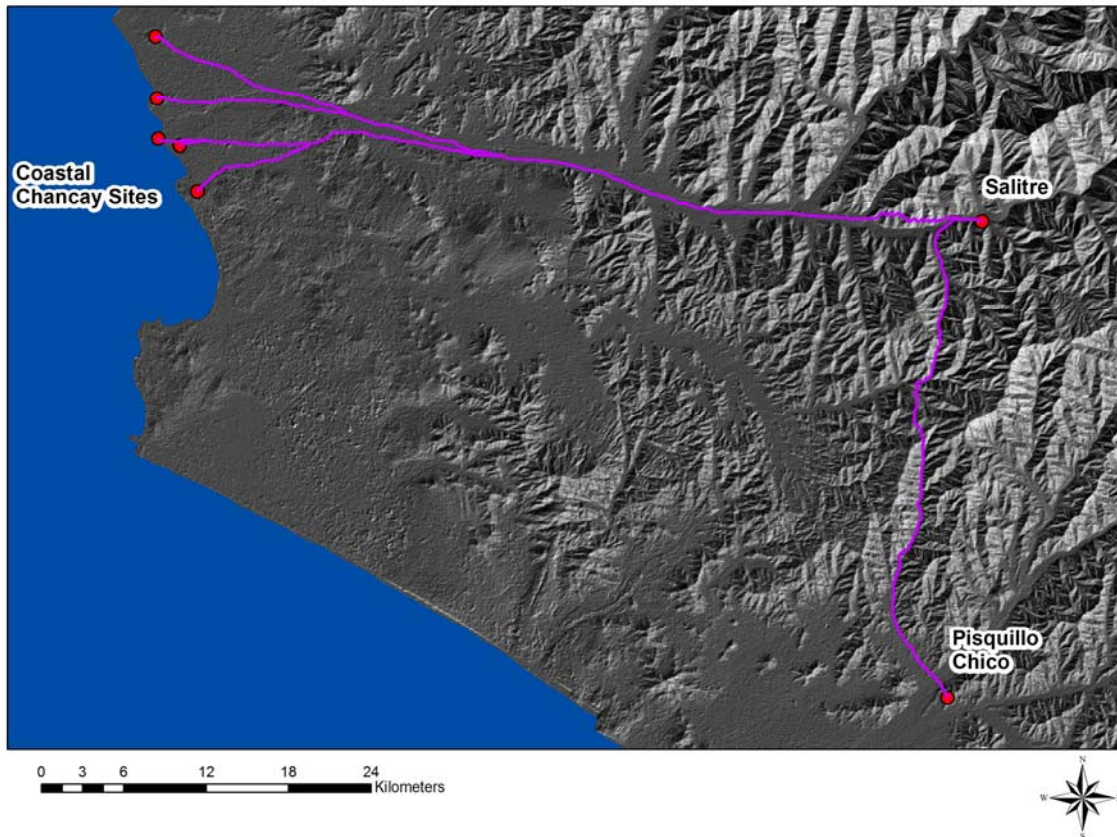 Coastal
Chancay Sites
Salitre
Pisquillo
Chico
0 3 6 12 18 24
Kilometers
N
W
S